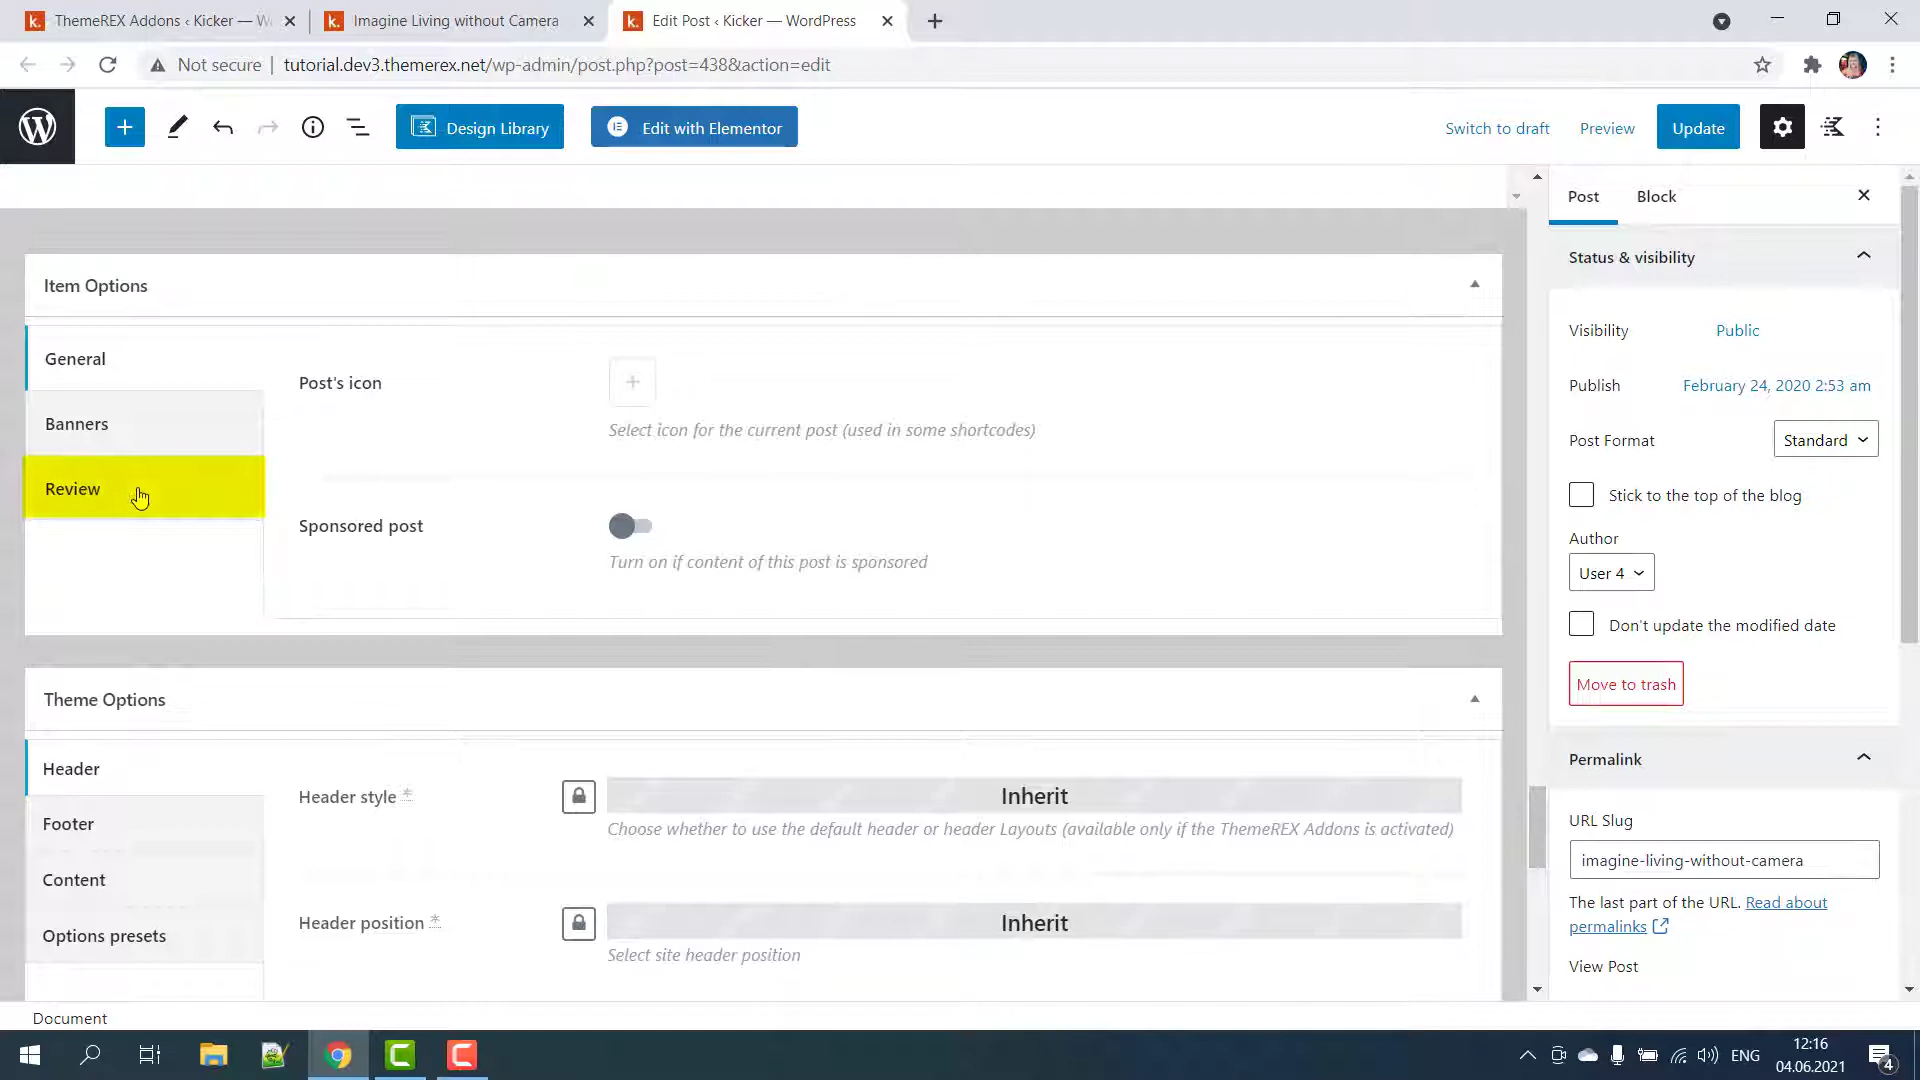 ThemeREX Addons ‹ Kicker — W
Imagine Living without Camera
Edit Post ‹ Kicker — WordPress
Not secure
tutorial.dev3.themerex.net/wp-admin/post.php?post=438&action=edit
Design Library
Edit with Elementor
Switch to draft
Preview
Update
Post
Block
Item Options
Status & visibility
General
Post's icon
Select icon for the current post (used in some shortcodes)
Visibility
Public
Publish
February 24, 2020 2:53 am
Banners
Post Format
Standard
Review
Stick to the top of the blog
Sponsored post
Turn on if content of this post is sponsored
Author
User 4
Don't update the modified date
Move to trash
Theme Options
Permalink
Header
Header style *
Inherit
Choose whether to use the default header or header Layouts (available only if the ThemeREX Addons is activated)
Footer
URL Slug
imagine-living-without-camera
Content
The last part of the URL. Read about
permalinks
Header position *
Inherit
Select site header position
Options presets
View Post
Document
ENG
12:16
04.06.2021
4